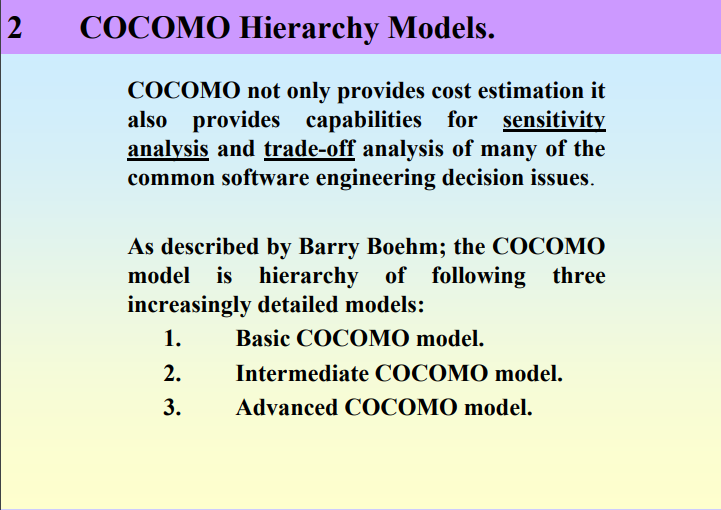 2 COCOMO Hierarchy Models.
COCOMO not only provides cost estimation it
also provides capabilities for sensitivity
analysis and trade-off analysis of many of the
common software engineering decision issues.
As described by Barry Boehm; the COCOMO
model is hierarchy of following three
increasingly detailed models:
1. Basic COCOMO model.
2. Intermediate COCOMO model.
3. Advanced COCOMO model.